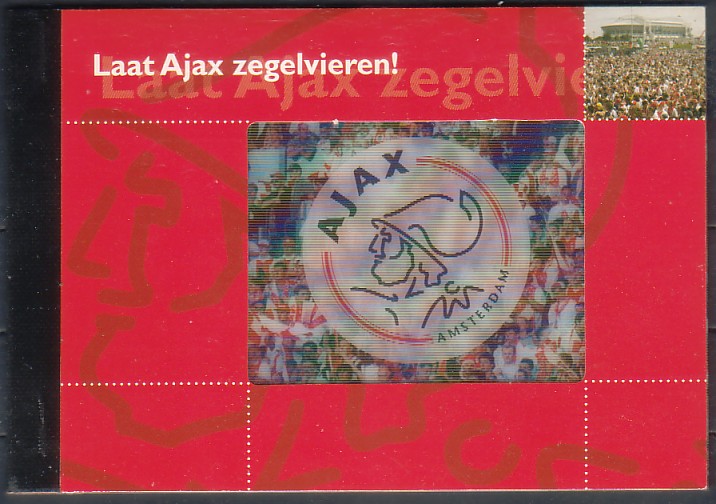 Laat Ajax zegelvieren!
Laat Ajax zegelvie
AJAX
AMSTERDAM